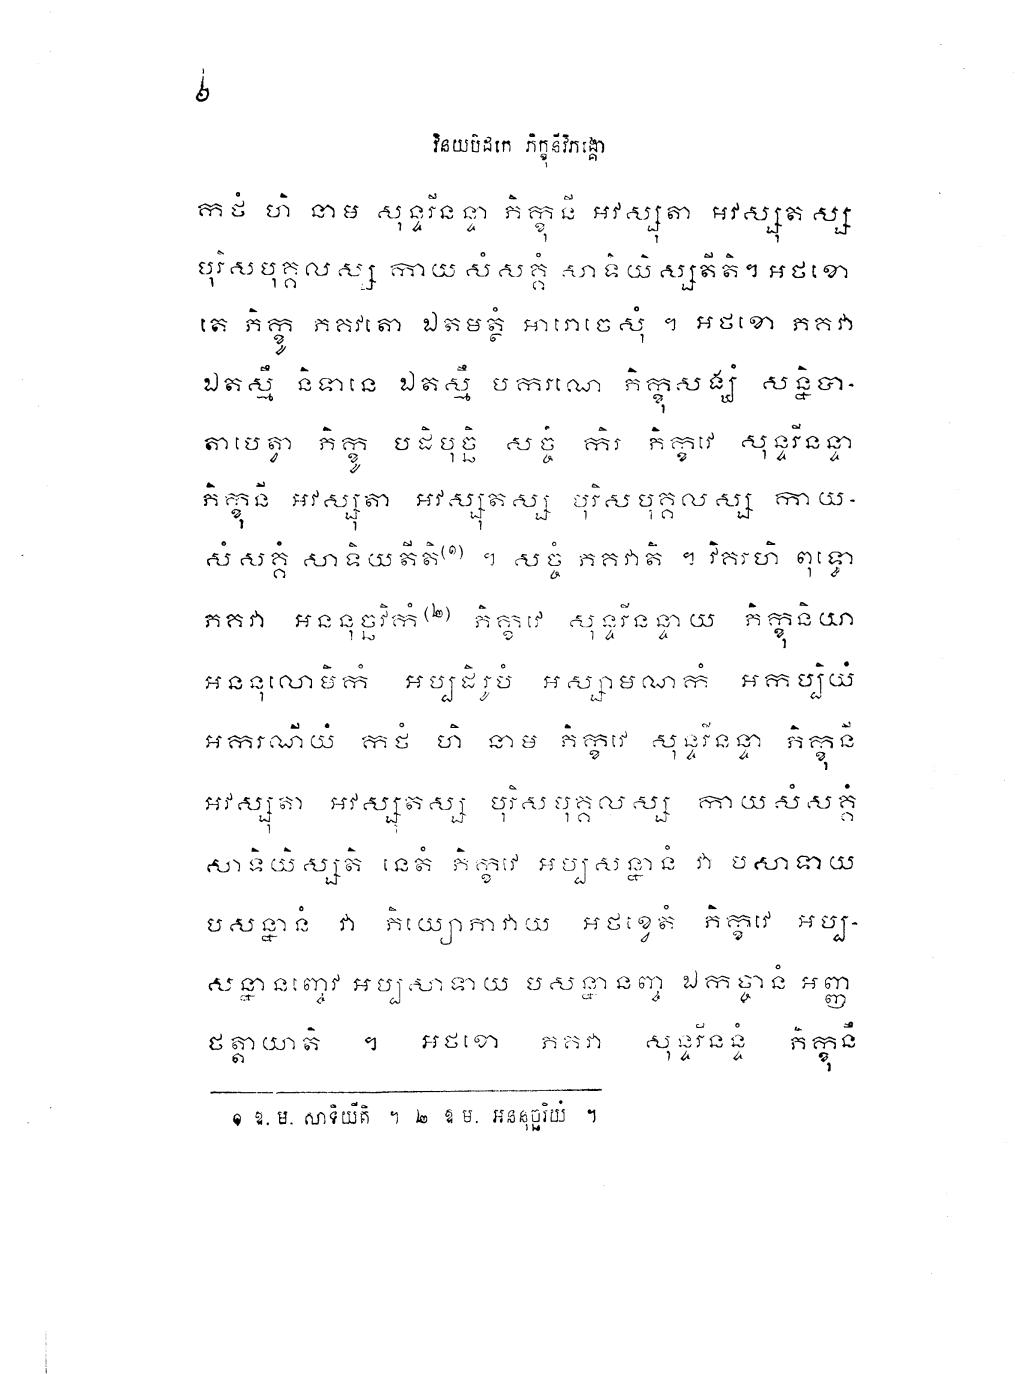 ៦
វិនយបិដកេ ភិក្ខុនីវិភង្គោ
កថំ ហិ នាម សុន្ទរីនន្ទា ភិក្ខុនី អវស្សុតា អវស្សុតស្ស
បុរិសបុគ្គលស្ស កាយសំសគ្គំ សាទិយិស្សតីតិ។ អថខោ
តេ ភិក្ខូ ភគវតោ ឯតមត្ថំ អារោចេសុំ ។ អថខោ ភគវា
ឯតស្មឹ និទានេ ឯតស្មឹ បករណេ ភិក្ខុសង្ឃំ សន្និបា-
តាបេត្វា ភិក្ខូ បដិបុច្ឆិ សច្ចំ កិរ ភិក្ខវេ សុន្ទរីនន្ទា
ភិក្ខុនី អវស្សុតា អវស្សុតស្ស បុរិសបុគ្គលស្ស កាយ-
សំសគ្គំ សាទិយតីតិ(១) ។ សច្ចំ ភគវាតិ ។ វិគរហិ ពុទ្ធោ
ភគវា អននុច្ឆវិកំ(២) ភិក្ខវេ សុន្ទរីនន្ទាយ ភិក្ខុនិយា
អននុលោមិកំ អប្បដិរូបំ អស្សាមណកំ អកប្បិយំ
អករណីយំ កថំ ហិ នាម ភិក្ខវេ សុន្ទរីនន្ទា ភិក្ខុនី
អវស្សុតា អវស្សុតស្ស បុរិសបុគ្គលស្ស កាយសំសគ្គំ
សាទិយិស្សតិ នេតំ ភិក្ខវេ អប្បសន្នានំ វា បសាទាយ
បសន្នានំ វា ភិយ្យោភាវាយ អថខ្វេតំ ភិក្ខវេ អប្ប-
សន្នានញ្ចេវ អប្បសាទាយ បសន្នានញ្ច ឯកច្ចានំ អញ្ញ
ថត្តាយាតិ ។ អថខោ ភគវា សុន្ទរីនន្ទំ ភិក្ខុនឹ
១ ឱ. ម. សាទិយីតិ ។ ២ ឱ ម. អននុច្ឆរិយំ ។